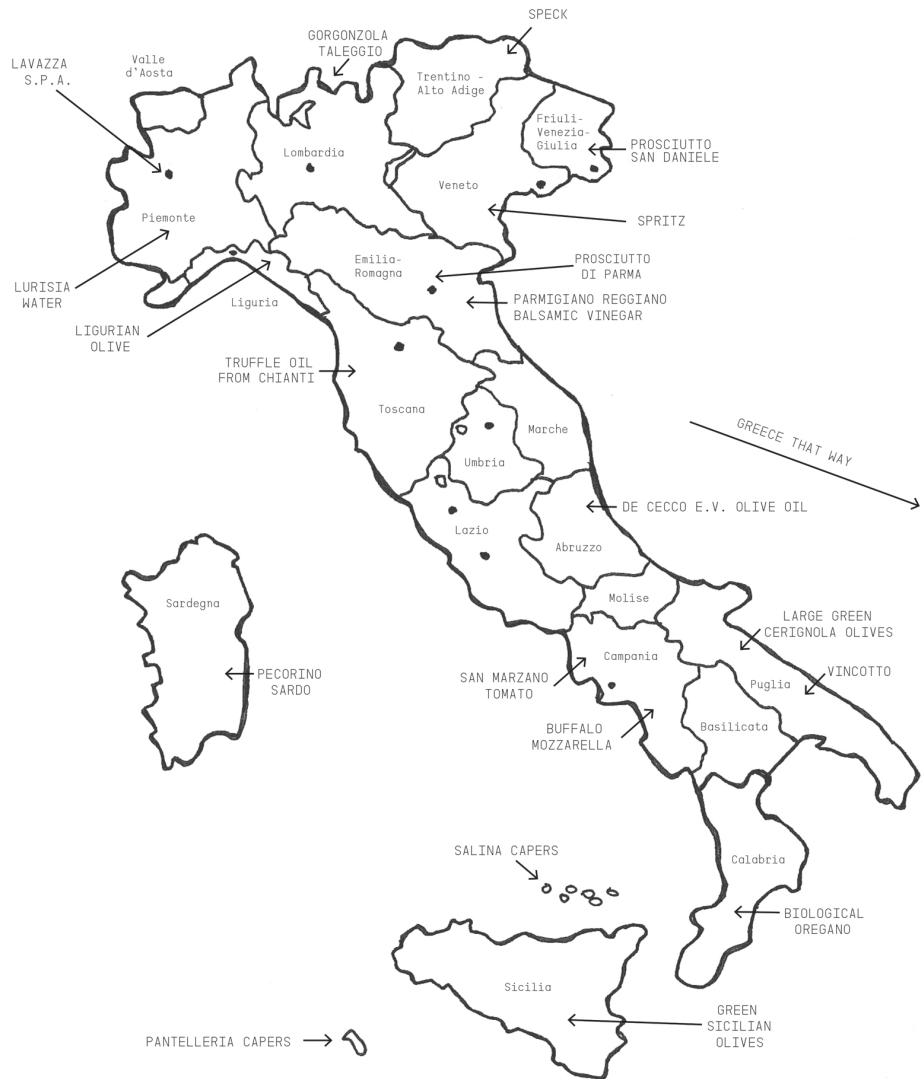 SPECK
GORGONZOLA
TALEGGIO
LAVAZZA
S.P.A.
Valle
d'Aosta
Trentino -
Alto Adige
Friuli-
Venezia-
Giulia
PROSCIUTTO
SAN DANIELE
Lombardia
Veneto
Piemonte
SPRITZ
Emilia-
Romagna
PROSCIUTTO
DI PARMA
LURISIA
WATER
Liguria
PARMIGIANO REGGIANO
BALSAMIC VINEGAR
LIGURIAN
OLIVE
TRUFFLE OIL
FROM CHIANTI
Toscana
Marche
GREECE THAT WAY
Umbria
DE CECCO E.V. OLIVE OIL
Lazio
Abruzzo
Sardegna
Molise
LARGE GREEN
CERIGNOLA OLIVES
PECORINO
SARDO
SAN MARZANO
TOMATO
Campania
Puglia
VINCOTTO
BUFFALO
MOZZARELLA
Basilicata
SALINA CAPERS
Calabria
BIOLOGICAL
OREGANO
Sicilia
GREEN
SICILIAN
OLIVES
PANTELLERIA CAPERS